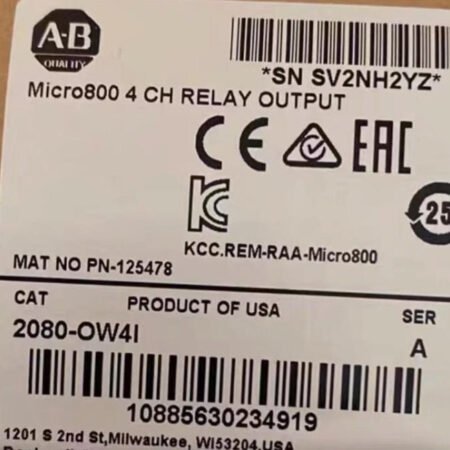 A-B
QUALITY
*SN SV2NH2YZ*
Micro800 4 CH RELAY OUTPUT
CE EAC
KC
25
KCC.REM-RAA-Micro800
MAT NO PN-125478
CAT PRODUCT OF USA SER
2080-OW4I A
10885630234919
1201 S 2nd St,Milwaukee, WI53204,USA